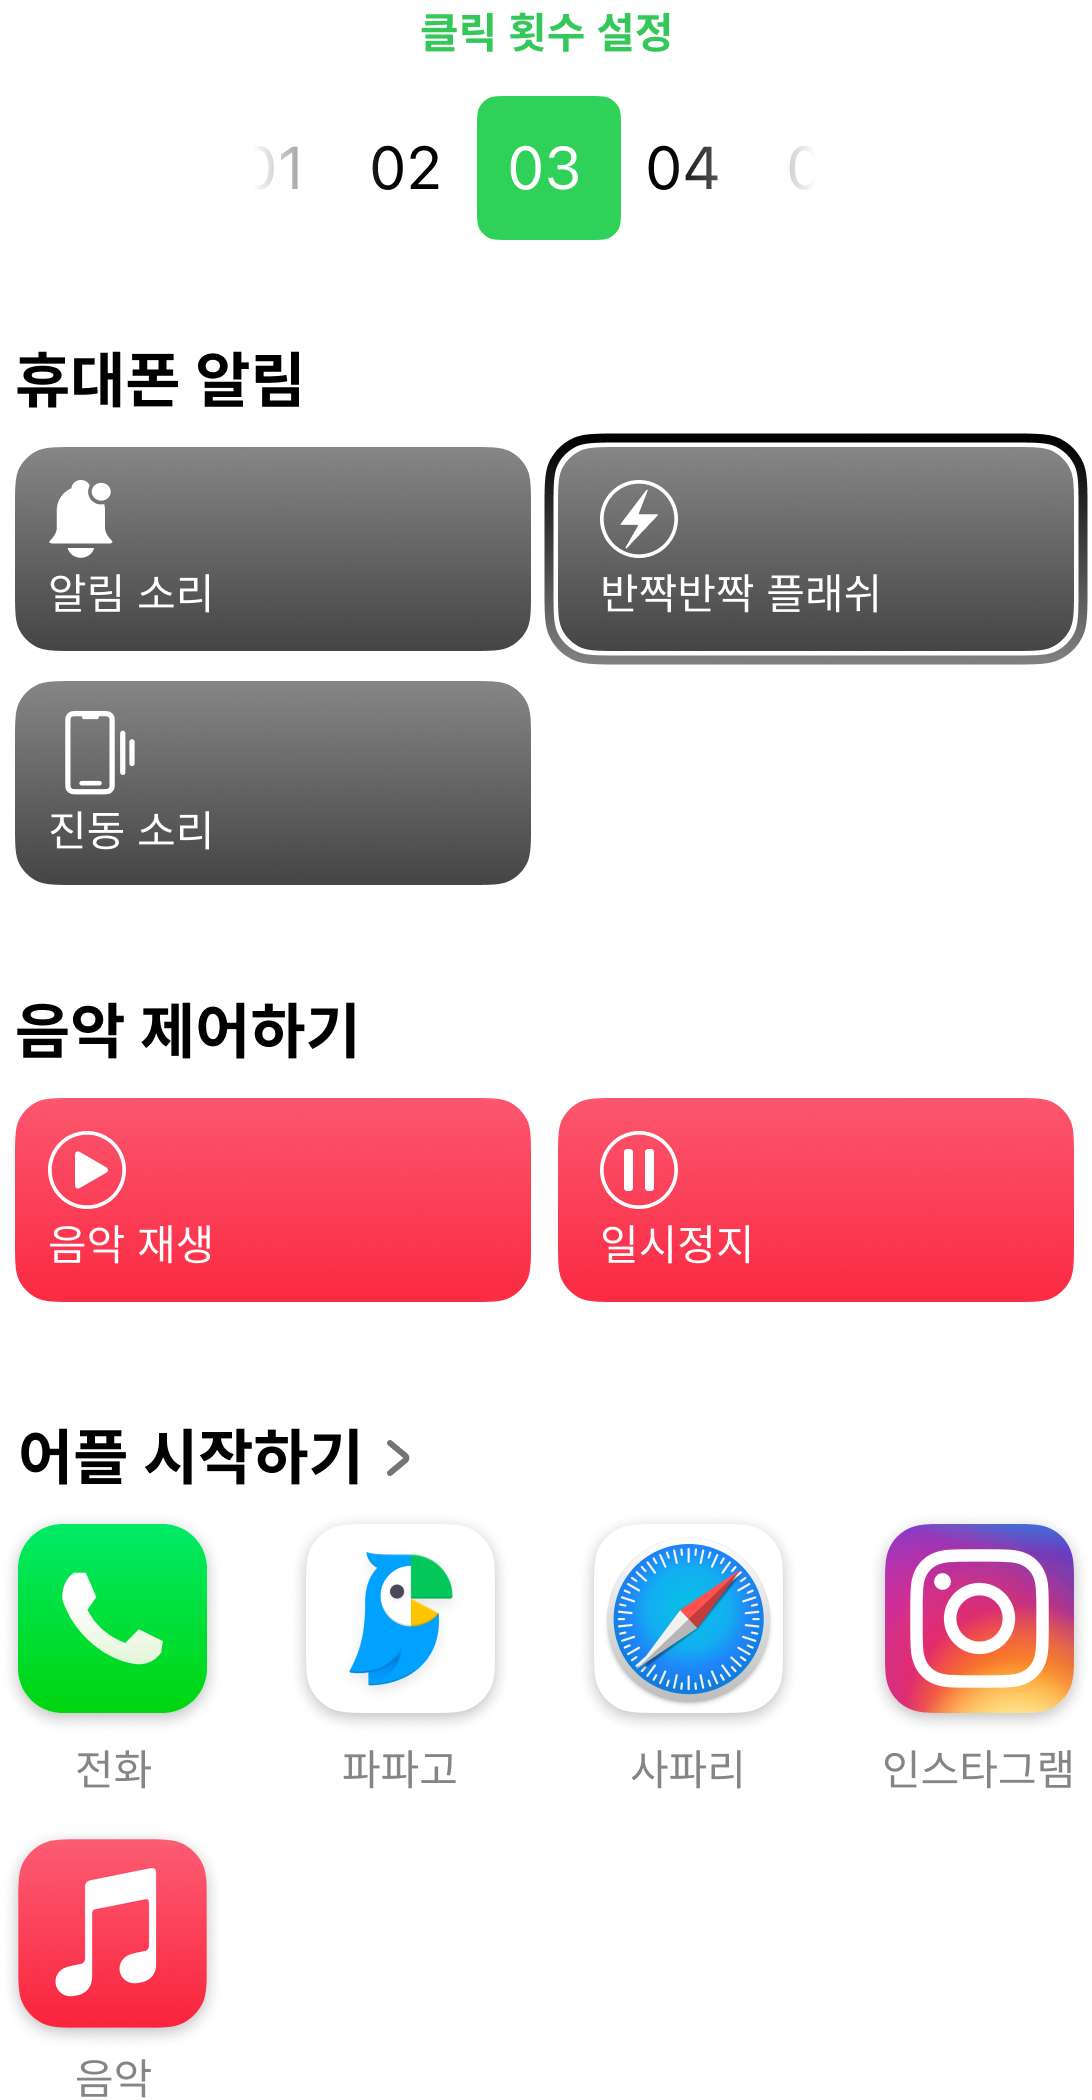 클릭 횟수 설정
01 02 03 04
휴대폰 알림
알림 소리
반짝반짝 플래쉬
진동 소리
음악 제어하기
음악 재생
일시정지
어플 시작하기 >
전화 파파고 사파리 인스타그램
음악